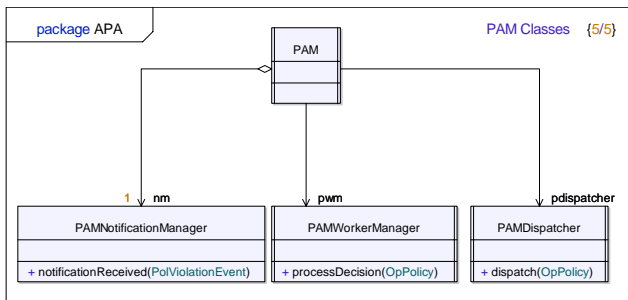 package APA
PAM Classes {5/5}
PAM
1 nm
pwm
pdispatcher
PAMNotificationManager
PAMWorkerManager
PAMDispatcher
+ notificationReceived(PolViolationEvent)
+ processDecision(OpPolicy)
+ dispatch(OpPolicy)